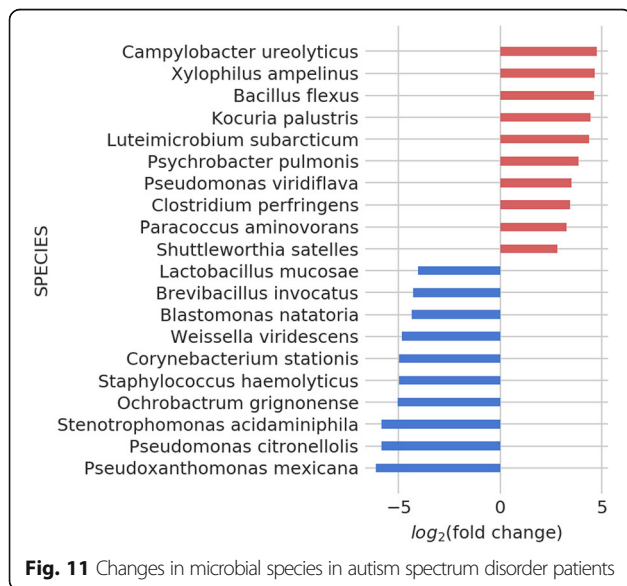 Campylobacter ureolyticus
Xylophilus ampelinus
Bacillus flexus
Kocuria palustris
Luteimicrobium subarcticum
Psychrobacter pulmonis
Pseudomonas viridiflava
Clostridium perfringens
Paracoccus aminovorans
Shuttleworthia satelles
Lactobacillus mucosae
Brevibacillus invocatus
Blastomonas natatoria
Weissella viridescens
Corynebacterium stationis
Staphylococcus haemolyticus
Ochrobactrum grignonense
Stenotrophomonas acidaminiphila
Pseudomonas citronellolis
Pseudoxanthomonas mexicana
SPECIES
−5 0 5
log₂(fold change)
Fig. 11 Changes in microbial species in autism spectrum disorder patients